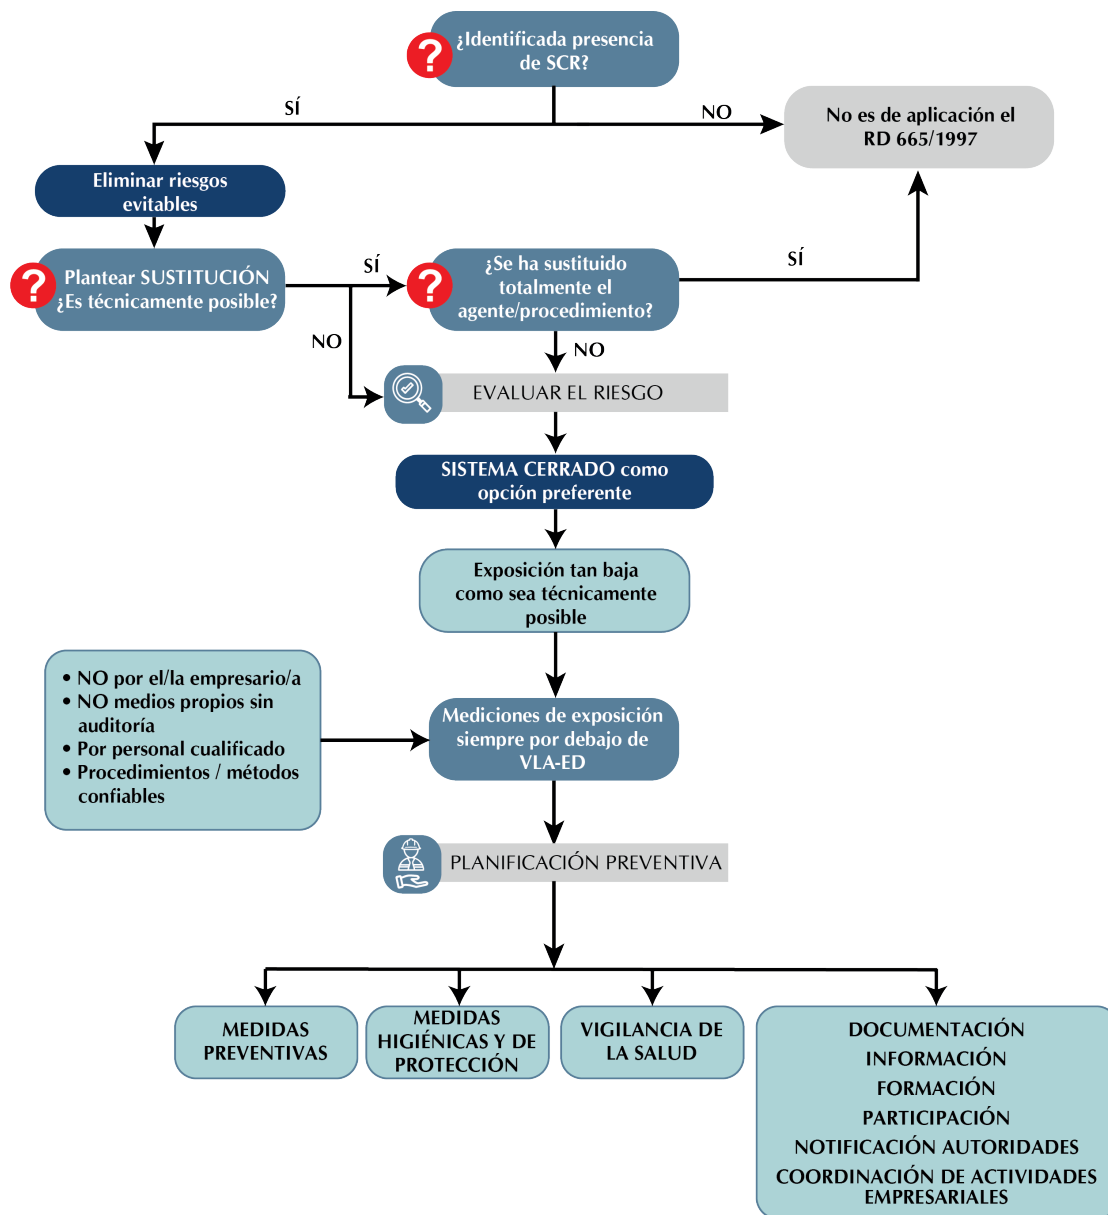 ¿Identificada presencia
de SCR?
SÍ
NO
No es de aplicación el
RD 665/1997
Eliminar riesgos
evitables
Plantear SUSTITUCIÓN
¿Es técnicamente posible?
SÍ
¿Se ha sustituido
totalmente el
agente/procedimiento?
SÍ
NO
NO
EVALUAR EL RIESGO
SISTEMA CERRADO como
opción preferente
Exposición tan baja
como sea técnicamente
posible
• NO por el/la empresario/a
• NO medios propios sin
auditoría
• Por personal cualificado
• Procedimientos / métodos
confiables
Mediciones de exposición
siempre por debajo de
VLA-ED
PLANIFICACIÓN PREVENTIVA
MEDIDAS
PREVENTIVAS
MEDIDAS
HIGIÉNICAS Y DE
PROTECCIÓN
VIGILANCIA DE
LA SALUD
DOCUMENTACIÓN
INFORMACIÓN
FORMACIÓN
PARTICIPACIÓN
NOTIFICACIÓN AUTORIDADES
COORDINACIÓN DE ACTIVIDADES
EMPRESARIALES